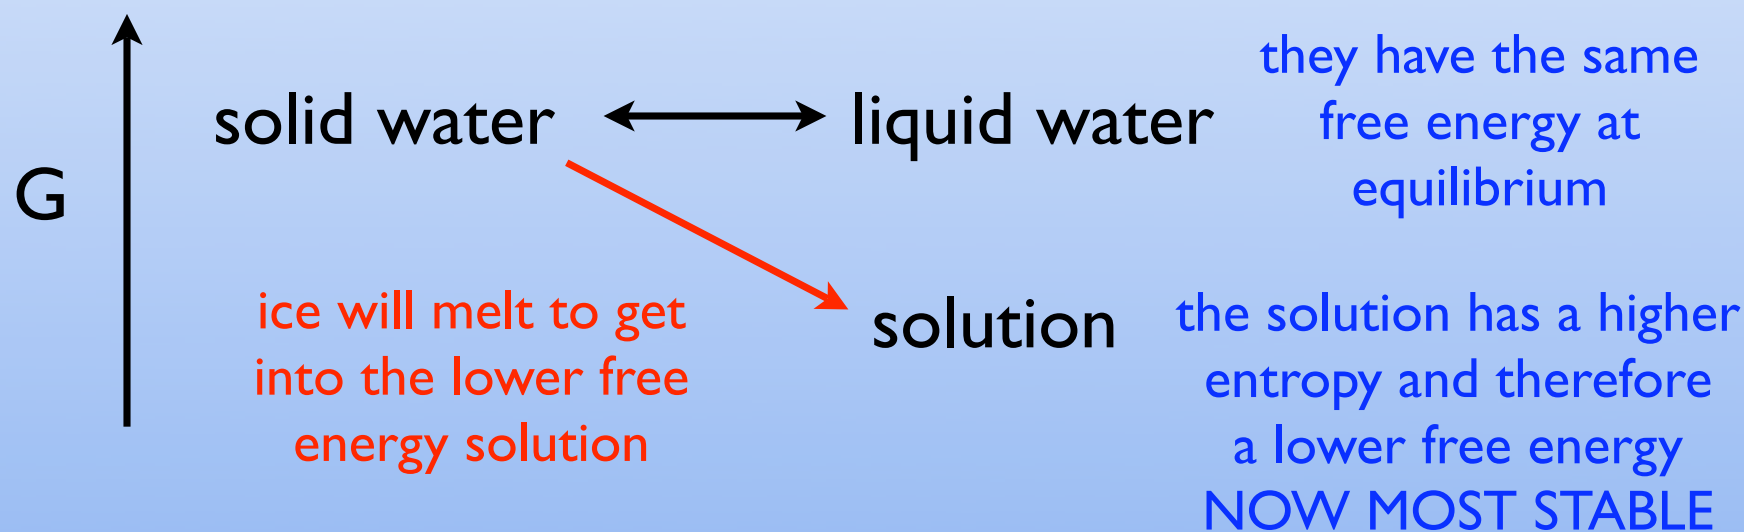 G
solid water
liquid water
they have the same
free energy at
equilibrium
ice will melt to get
into the lower free
energy solution
solution
the solution has a higher
entropy and therefore
a lower free energy
NOW MOST STABLE